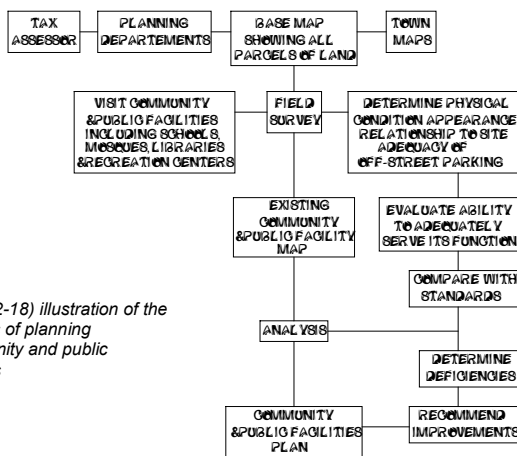 TAX
ASSESSOR
PLANNING
DEPARTEMENTS
BASE MAP
SHOWING ALL
PARCELS OF LAND
TOWN
MAPS
VISIT COMMUNITY
&PUBLIC FACILITIES
INCLUDING SCHOOLS,
MOSQUES, LIBRARIES
&RECREATION CENTERS
FIELD
SURVEY
DETERMINE PHYSICAL
CONDITION APPEARANCE
RELATIONSHIP TO SITE
ADEQUACY OF
OFF-STREET PARKING
EXISTING
COMMUNITY
&PUBLIC FACILITY
MAP
EVALUATE ABILITY
TO ADEQUATELY
SERVE ITS FUNCTION
COMPARE WITH
STANDARDS
2-18) illustration of the
of planning
and public
ANALYSIS
DETERMINE
DEFICIENCIES
COMMUNITY
&PUBLIC FACILITIES
PLAN
RECOMMEND
IMPROVEMENTS